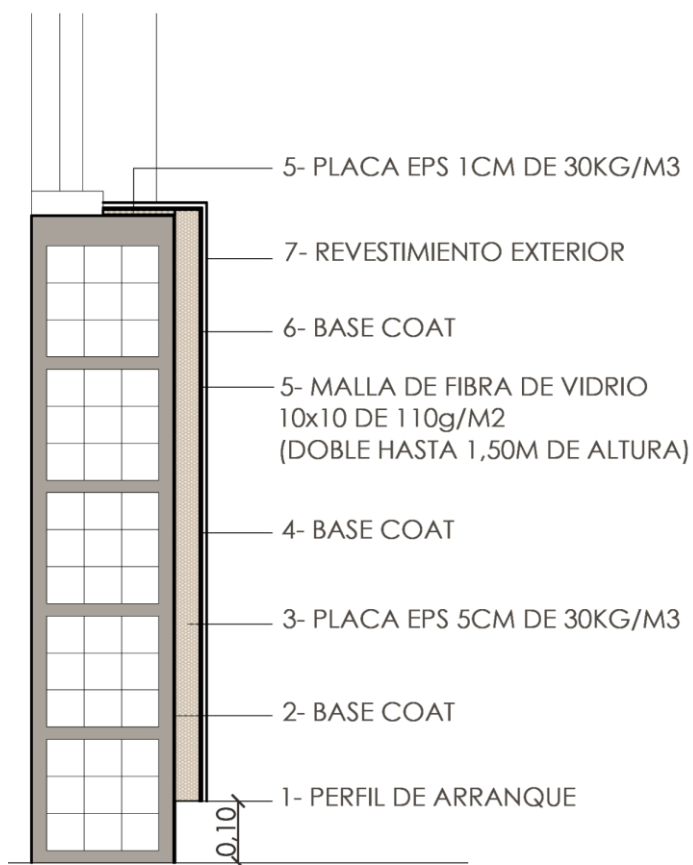 5- PLACA EPS 1CM DE 30KG/M3
7- REVESTIMIENTO EXTERIOR
6- BASE COAT
5- MALLA DE FIBRA DE VIDRIO
10x10 DE 110g/M2
(DOBLE HASTA 1,50M DE ALTURA)
4- BASE COAT
3- PLACA EPS 5CM DE 30KG/M3
2- BASE COAT
1- PERFIL DE ARRANQUE
0,10